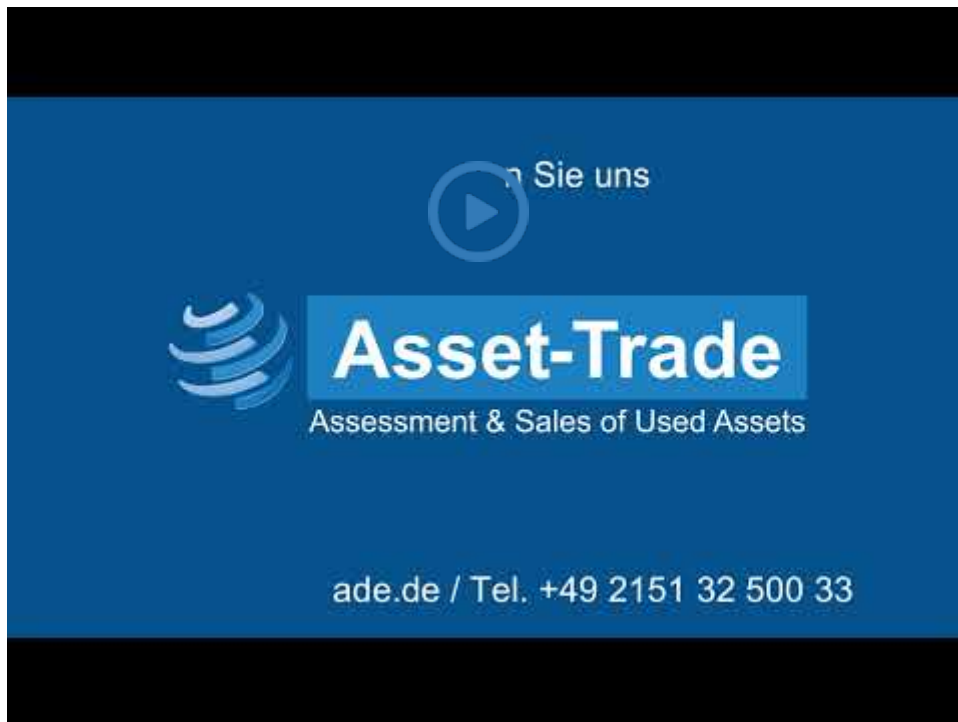 n Sie uns
Asset-Trade
Assessment & Sales of Used Assets
ade.de / Tel. +49 2151 32 500 33